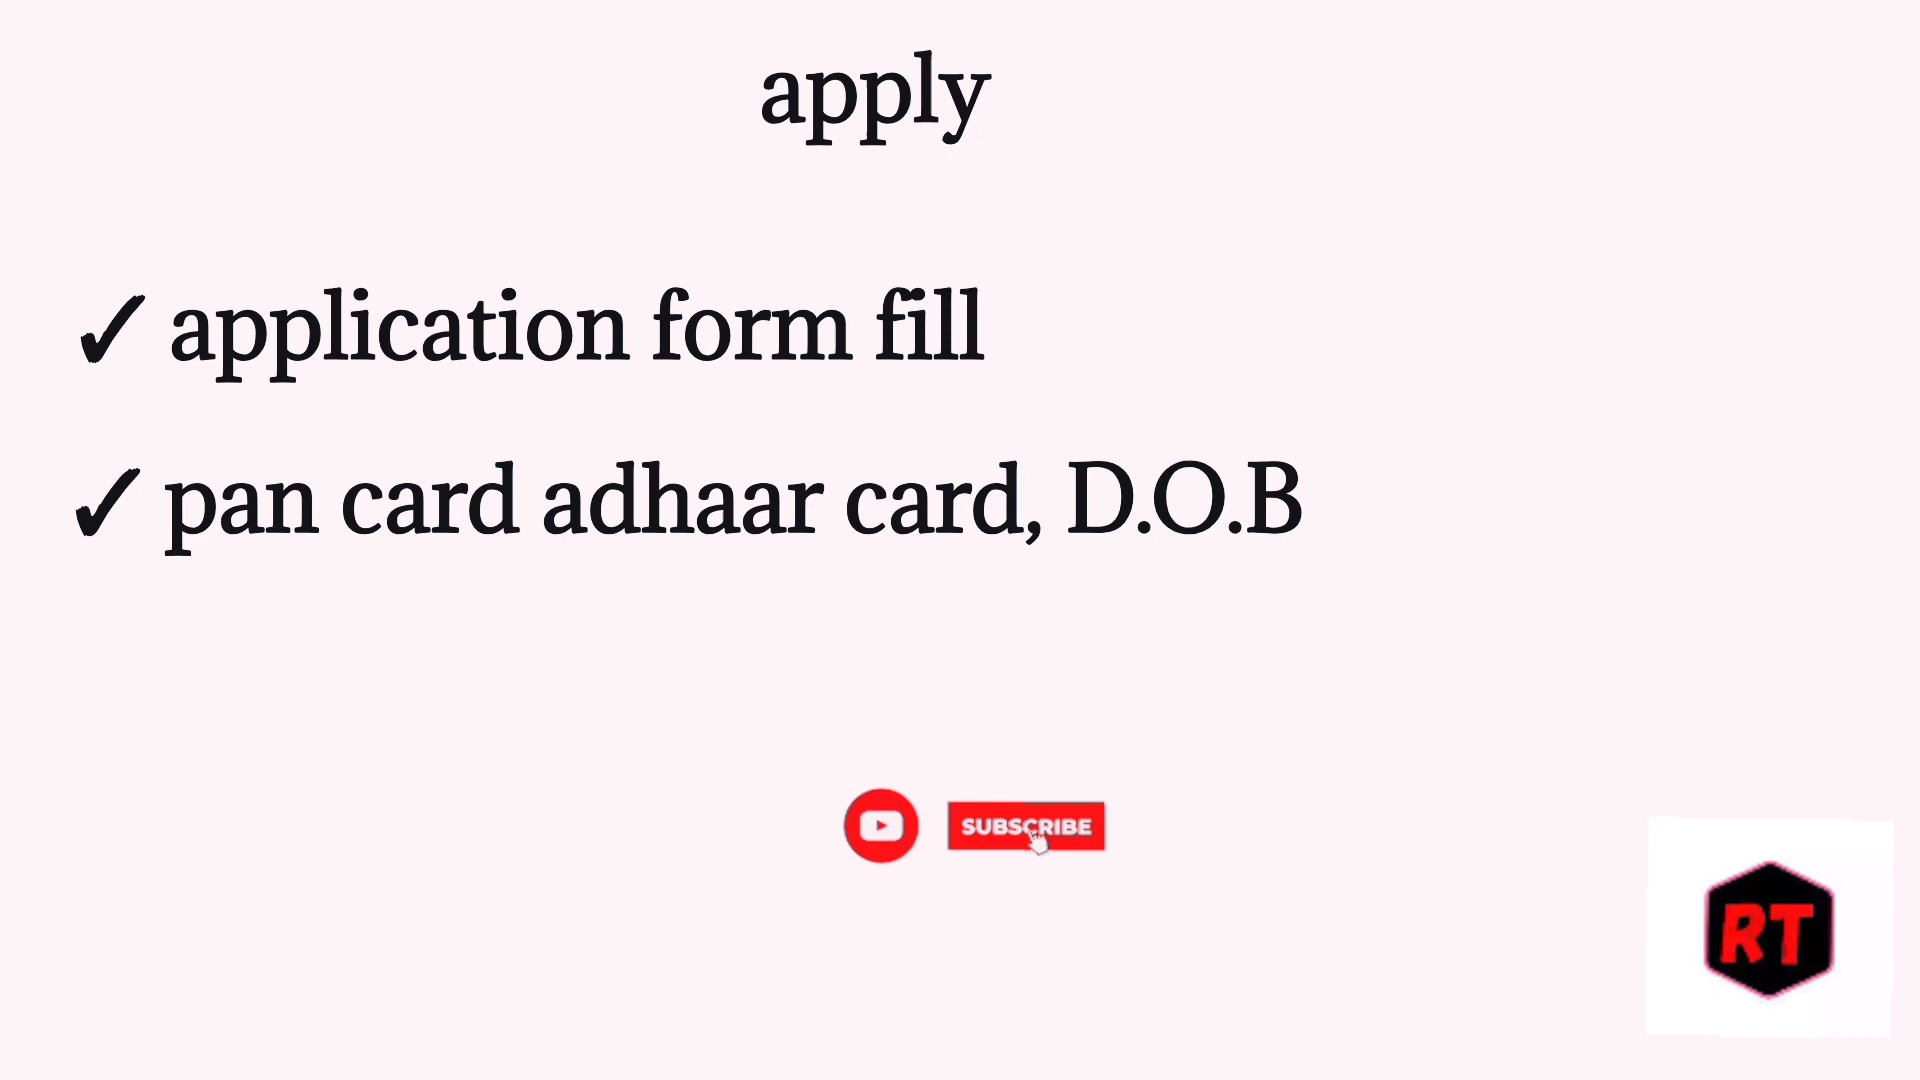 apply
✓ application form fill
✓ pan card adhaar card, D.O.B
SUBSCRIBE
RT